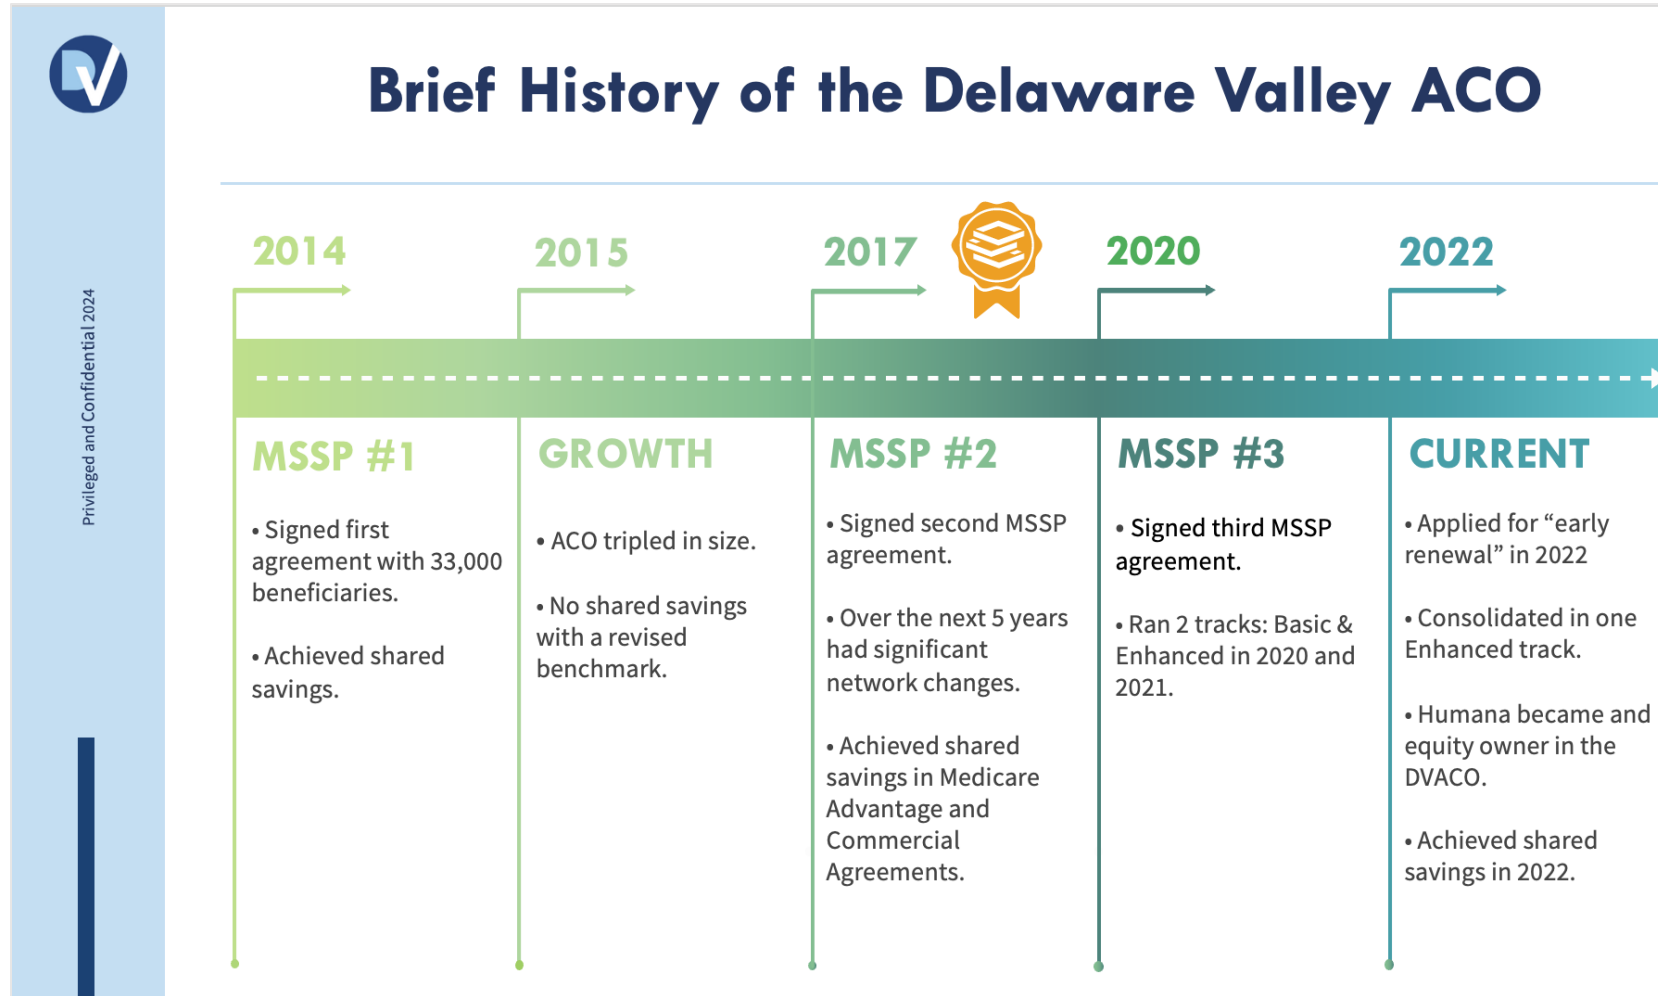 DV
Brief History of the Delaware Valley ACO
Privileged and Confidential 2024
2014
2015
2017
2020
2022
MSSP #1
• Signed first
agreement with 33,000
beneficiaries.
• Achieved shared
savings.
GROWTH
• ACO tripled in size.
• No shared savings
with a revised
benchmark.
MSSP #2
• Signed second MSSP
agreement.
• Over the next 5 years
had significant
network changes.
• Achieved shared
savings in Medicare
Advantage and
Commercial
Agreements.
MSSP #3
• Signed third MSSP
agreement.
• Ran 2 tracks: Basic &
Enhanced in 2020 and
2021.
CURRENT
• Applied for “early
renewal” in 2022
• Consolidated in one
Enhanced track.
• Humana became and
equity owner in the
DVACO.
• Achieved shared
savings in 2022.